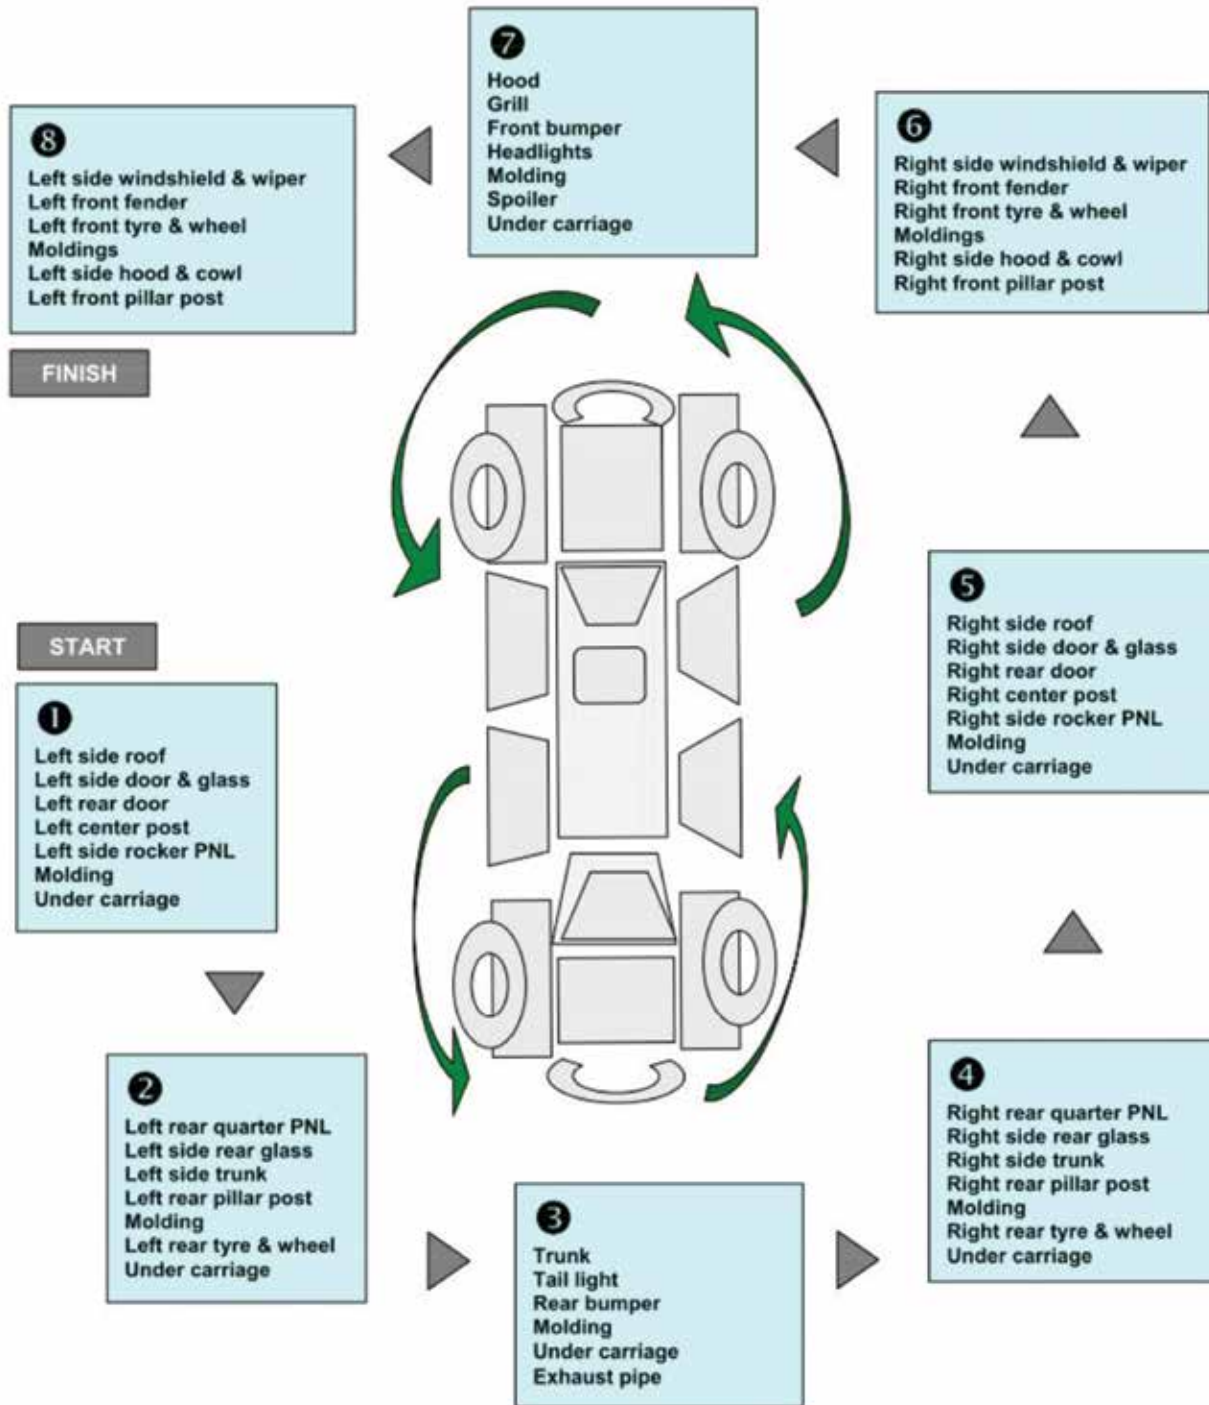 START
1
Left side roof
Left side door & glass
Left rear door
Left center post
Left side rocker PNL
Molding
Under carriage
2
Left rear quarter PNL
Left side rear glass
Left side trunk
Left rear pillar post
Molding
Left rear tyre & wheel
Under carriage
3
Trunk
Tail light
Rear bumper
Molding
Under carriage
Exhaust pipe
4
Right rear quarter PNL
Right side rear glass
Right side trunk
Right rear pillar post
Molding
Right rear tyre & wheel
Under carriage
5
Right side roof
Right side door & glass
Right rear door
Right center post
Right side rocker PNL
Molding
Under carriage
6
Right side windshield & wiper
Right front fender
Right front tyre & wheel
Moldings
Right side hood & cowl
Right front pillar post
7
Hood
Grill
Front bumper
Headlights
Molding
Spoiler
Under carriage
8
Left side windshield & wiper
Left front fender
Left front tyre & wheel
Moldings
Left side hood & cowl
Left front pillar post
FINISH